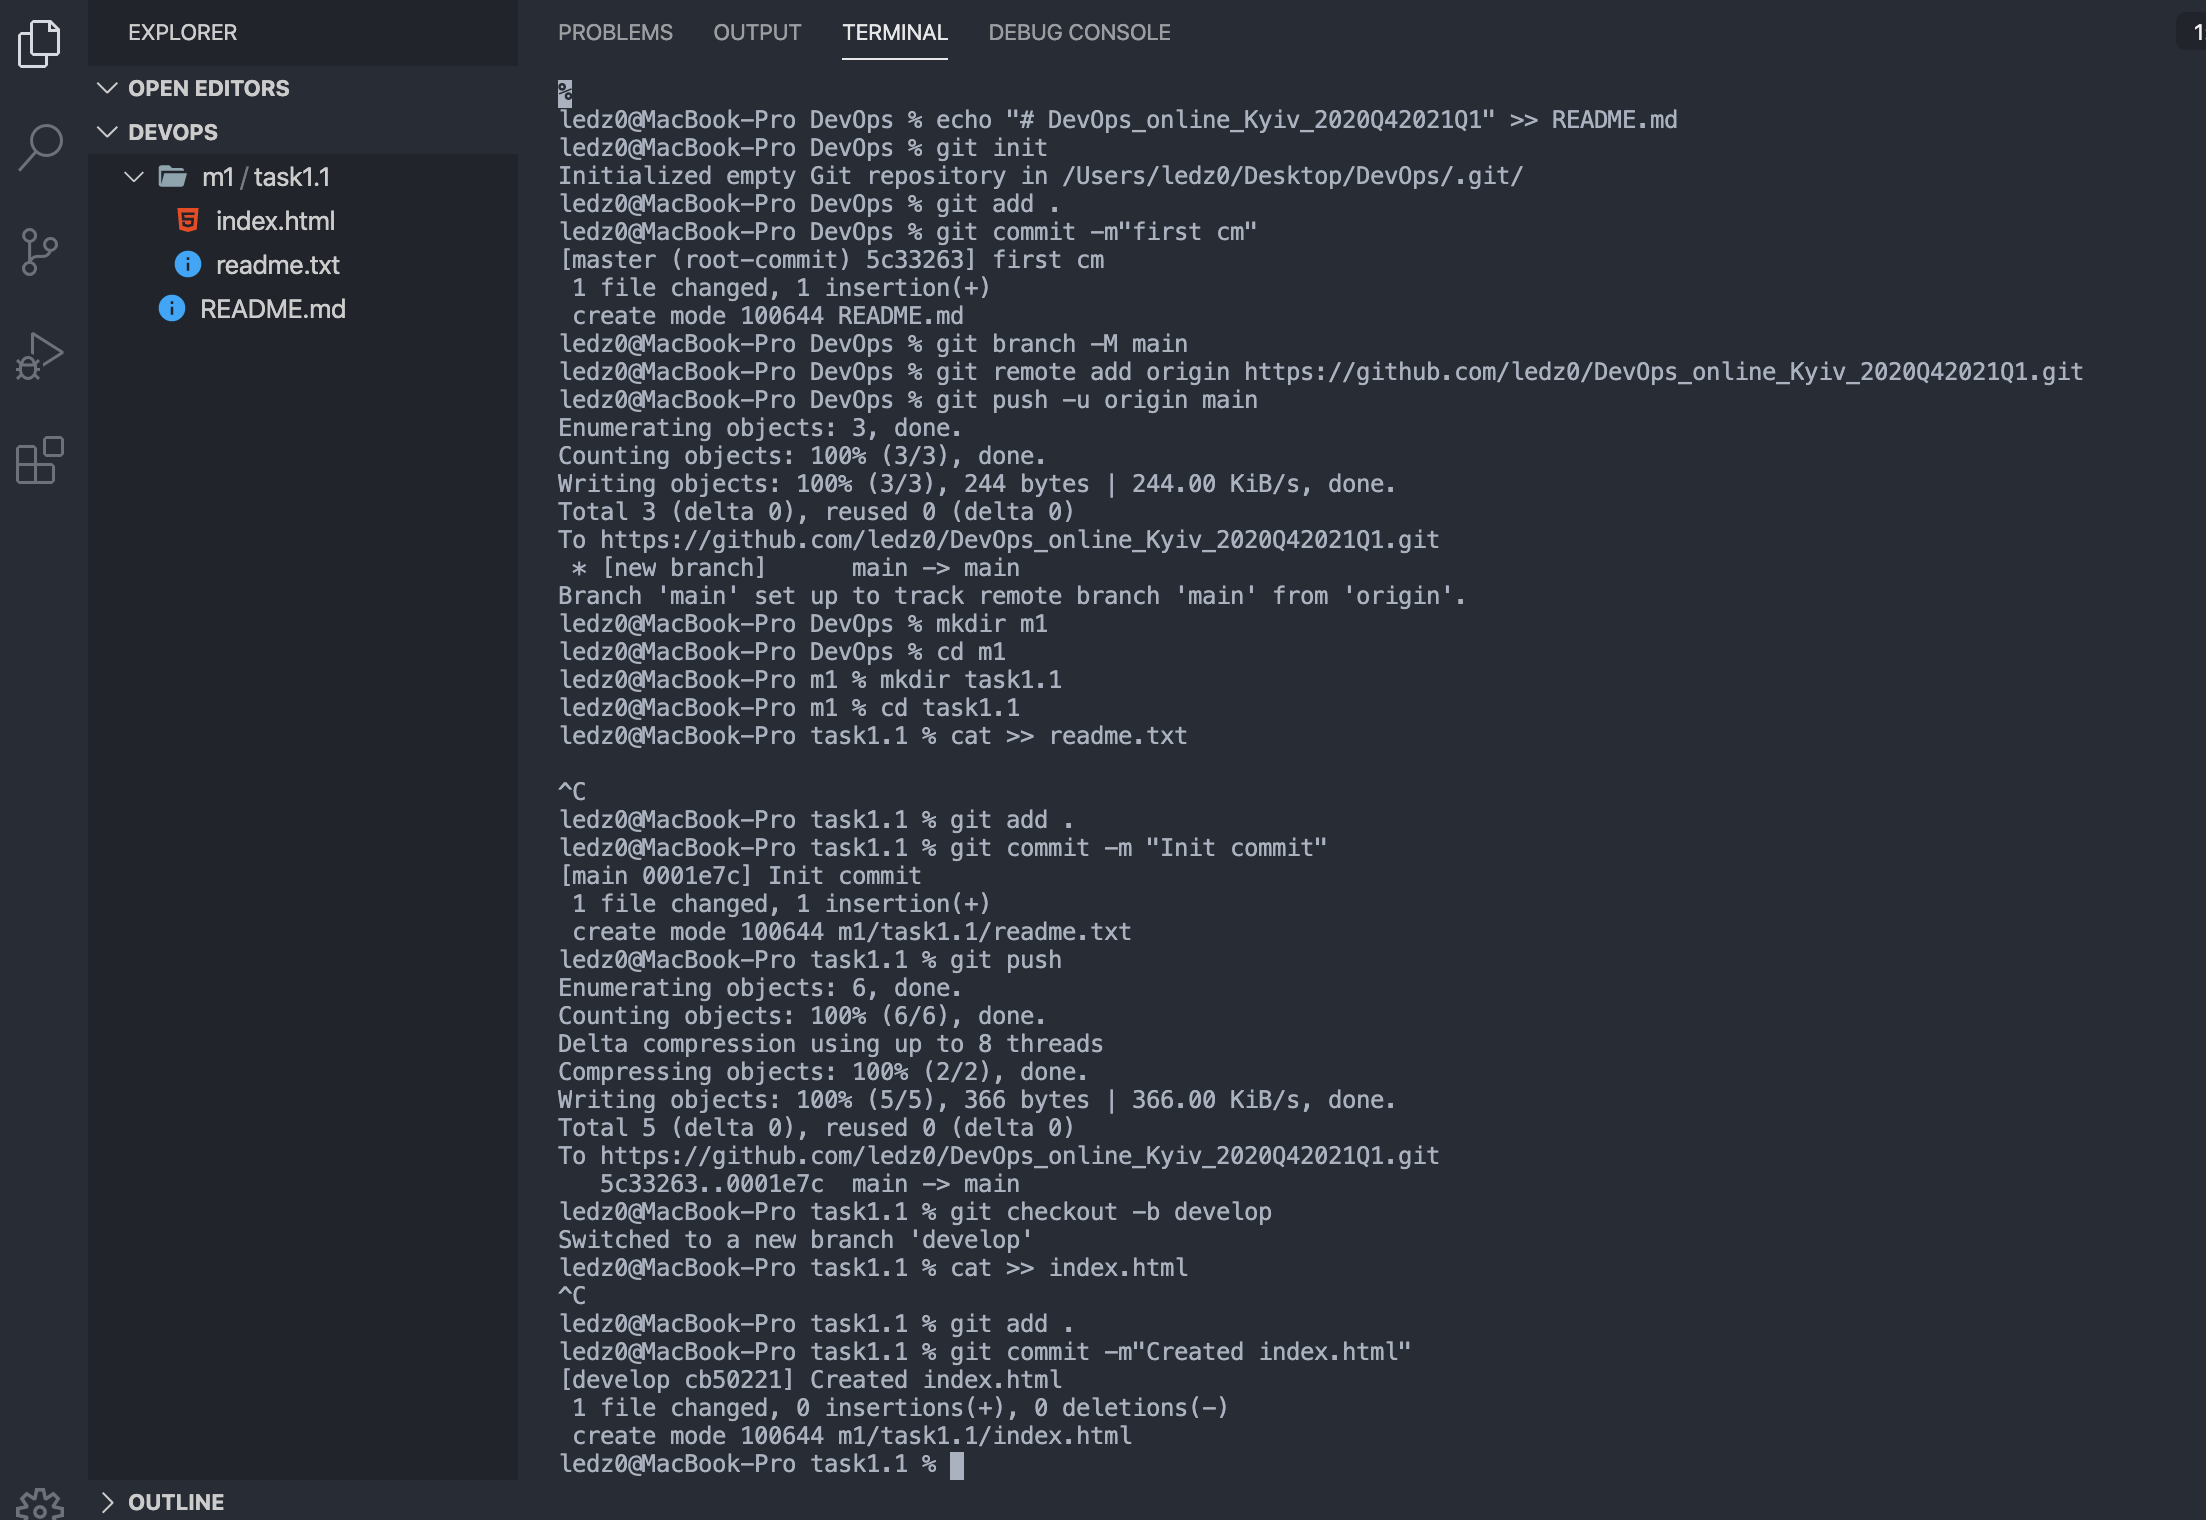 EXPLORER
OPEN EDITORS
DEVOPS
m1 / task1.1
index.html
readme.txt
README.md
OUTLINE
PROBLEMS OUTPUT TERMINAL DEBUG CONSOLE
1
%
ledz0@MacBook-Pro DevOps % echo "# DevOps_online_Kyiv_2020Q42021Q1" >> README.md
ledz0@MacBook-Pro DevOps % git init
Initialized empty Git repository in /Users/ledz0/Desktop/DevOps/.git/
ledz0@MacBook-Pro DevOps % git add .
ledz0@MacBook-Pro DevOps % git commit -m"first cm"
[master (root-commit) 5c33263] first cm
 1 file changed, 1 insertion(+)
 create mode 100644 README.md
ledz0@MacBook-Pro DevOps % git branch -M main
ledz0@MacBook-Pro DevOps % git remote add origin https://github.com/ledz0/DevOps_online_Kyiv_2020Q42021Q1.git
ledz0@MacBook-Pro DevOps % git push -u origin main
Enumerating objects: 3, done.
Counting objects: 100% (3/3), done.
Writing objects: 100% (3/3), 244 bytes | 244.00 KiB/s, done.
Total 3 (delta 0), reused 0 (delta 0)
To https://github.com/ledz0/DevOps_online_Kyiv_2020Q42021Q1.git
 * [new branch]      main -> main
Branch 'main' set up to track remote branch 'main' from 'origin'.
ledz0@MacBook-Pro DevOps % mkdir m1
ledz0@MacBook-Pro DevOps % cd m1
ledz0@MacBook-Pro m1 % mkdir task1.1
ledz0@MacBook-Pro m1 % cd task1.1
ledz0@MacBook-Pro task1.1 % cat >> readme.txt
^C
ledz0@MacBook-Pro task1.1 % git add .
ledz0@MacBook-Pro task1.1 % git commit -m "Init commit"
[main 0001e7c] Init commit
 1 file changed, 1 insertion(+)
 create mode 100644 m1/task1.1/readme.txt
ledz0@MacBook-Pro task1.1 % git push
Enumerating objects: 6, done.
Counting objects: 100% (6/6), done.
Delta compression using up to 8 threads
Compressing objects: 100% (2/2), done.
Writing objects: 100% (5/5), 366 bytes | 366.00 KiB/s, done.
Total 5 (delta 0), reused 0 (delta 0)
To https://github.com/ledz0/DevOps_online_Kyiv_2020Q42021Q1.git
   5c33263..0001e7c  main -> main
ledz0@MacBook-Pro task1.1 % git checkout -b develop
Switched to a new branch 'develop'
ledz0@MacBook-Pro task1.1 % cat >> index.html
^C
ledz0@MacBook-Pro task1.1 % git add .
ledz0@MacBook-Pro task1.1 % git commit -m"Created index.html"
[develop cb50221] Created index.html
 1 file changed, 0 insertions(+), 0 deletions(-)
 create mode 100644 m1/task1.1/index.html
ledz0@MacBook-Pro task1.1 %